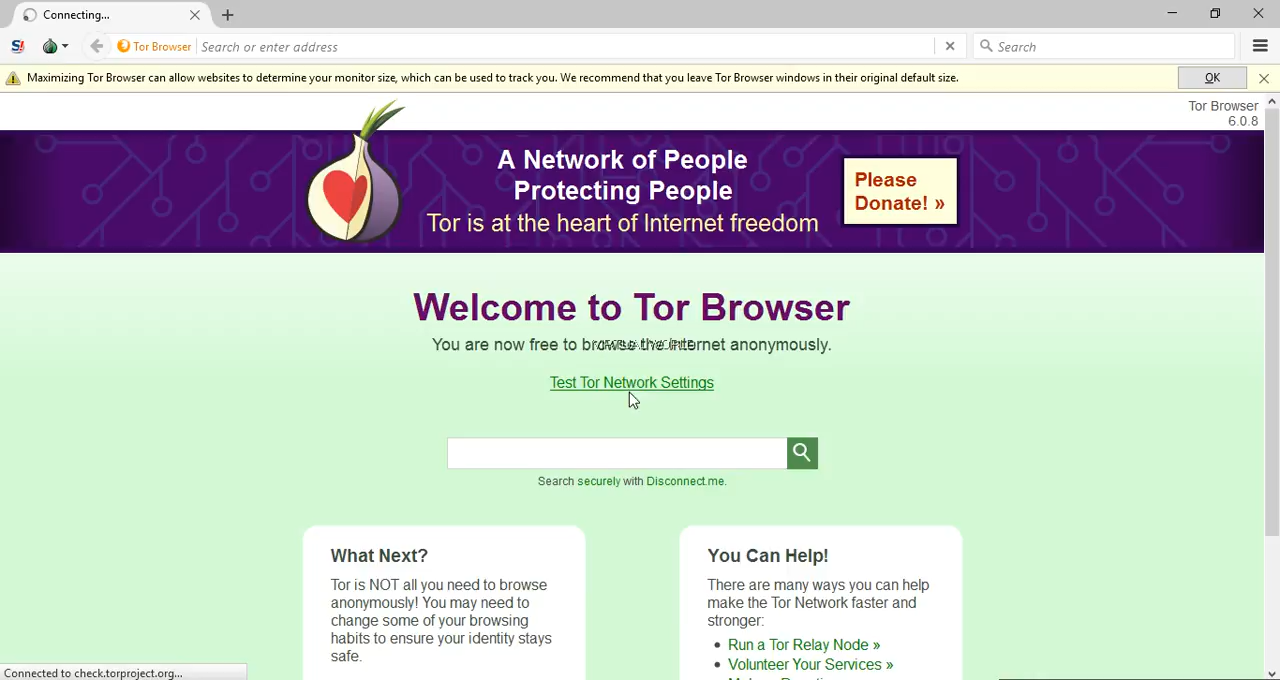 Connecting...
Tor Browser Search or enter address Search
Maximizing Tor Browser can allow websites to determine your monitor size, which can be used to track you. We recommend that you leave Tor Browser windows in their original default size. OK
Tor Browser
6.0.8
A Network of People
Protecting People
Tor is at the heart of Internet freedom
Please
Donate! »
Welcome to Tor Browser
You are now free to browse the Internet anonymously.
Test Tor Network Settings
Search securely with Disconnect.me.
What Next?
Tor is NOT all you need to browse
anonymously! You may need to
change some of your browsing
habits to ensure your identity stays
safe.
You Can Help!
There are many ways you can help
make the Tor Network faster and
stronger:
• Run a Tor Relay Node »
• Volunteer Your Services »
Connected to check.torproject.org...